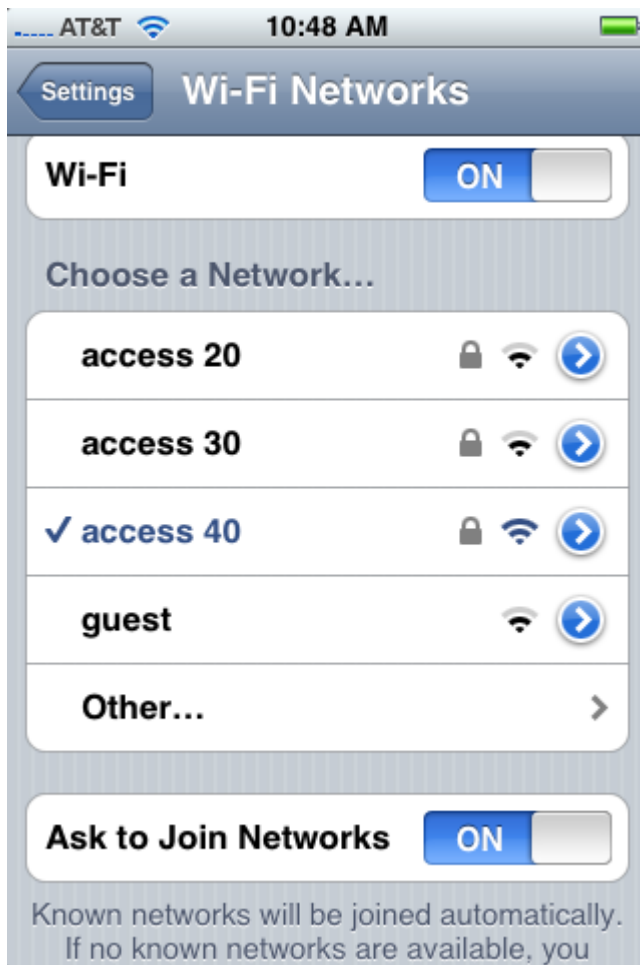 AT&T 10:48 AM
Settings Wi-Fi Networks
Wi-Fi ON
Choose a Network...
access 20
access 30
✓ access 40
guest
Other...
Ask to Join Networks ON
Known networks will be joined automatically.
If no known networks are available, you